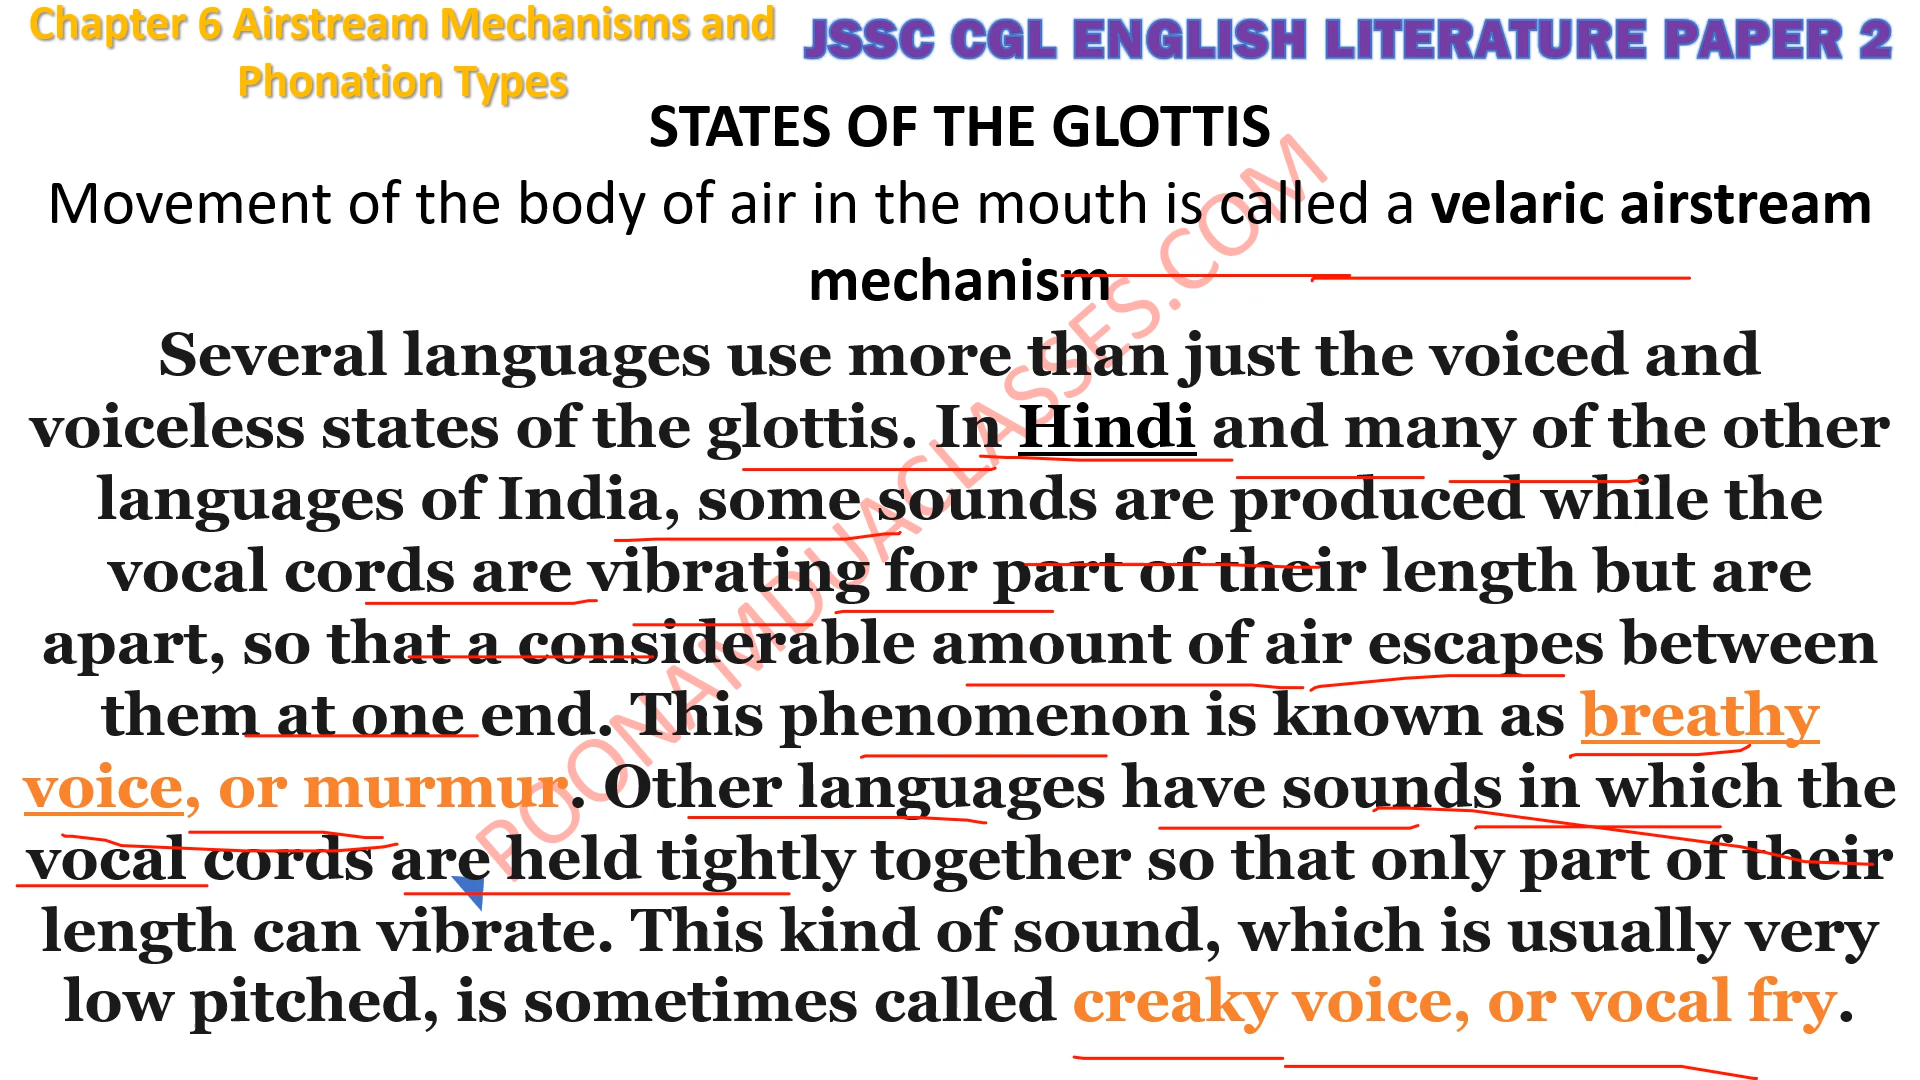 Chapter 6 Airstream Mechanisms and
Phonation Types
JSSC CGL ENGLISH LITERATURE PAPER 2
STATES OF THE GLOTTIS
Movement of the body of air in the mouth is called a velaric airstream
mechanism
Several languages use more than just the voiced and
voiceless states of the glottis. In Hindi and many of the other
languages of India, some sounds are produced while the
vocal cords are vibrating for part of their length but are
apart, so that a considerable amount of air escapes between
them at one end. This phenomenon is known as breathy
voice, or murmur. Other languages have sounds in which the
vocal cords are held tightly together so that only part of their
length can vibrate. This kind of sound, which is usually very
low pitched, is sometimes called creaky voice, or vocal fry.
POONAMDUACLASSES.COM